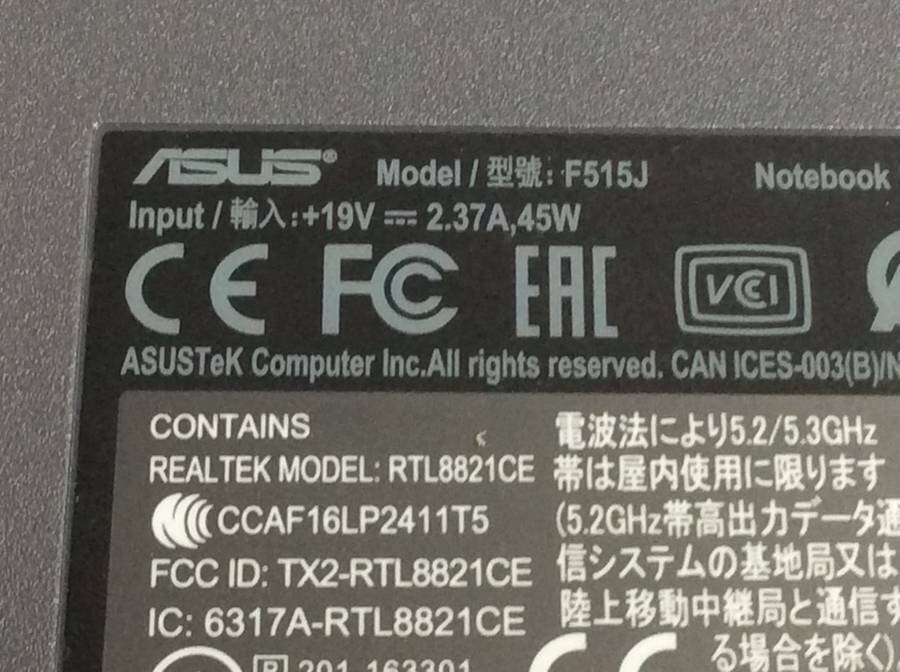 ASUS® Model / 型號: F515J Notebook
Input / 輸入:+19V ⎓ 2.37A,45W
CE FC EAC VCCI
ASUSTeK Computer Inc.All rights reserved. CAN ICES-003(B)/N
CONTAINS
REALTEK MODEL: RTL8821CE
CCAF16LP2411T5
FCC ID: TX2-RTL8821CE
IC: 6317A-RTL8821CE
R 201-163301
電波法により5.2/5.3GHz
帯は屋内使用に限ります
(5.2GHz帯高出力データ通
信システムの基地局又は
陸上移動中継局と通信す
る場合を除く)
CE